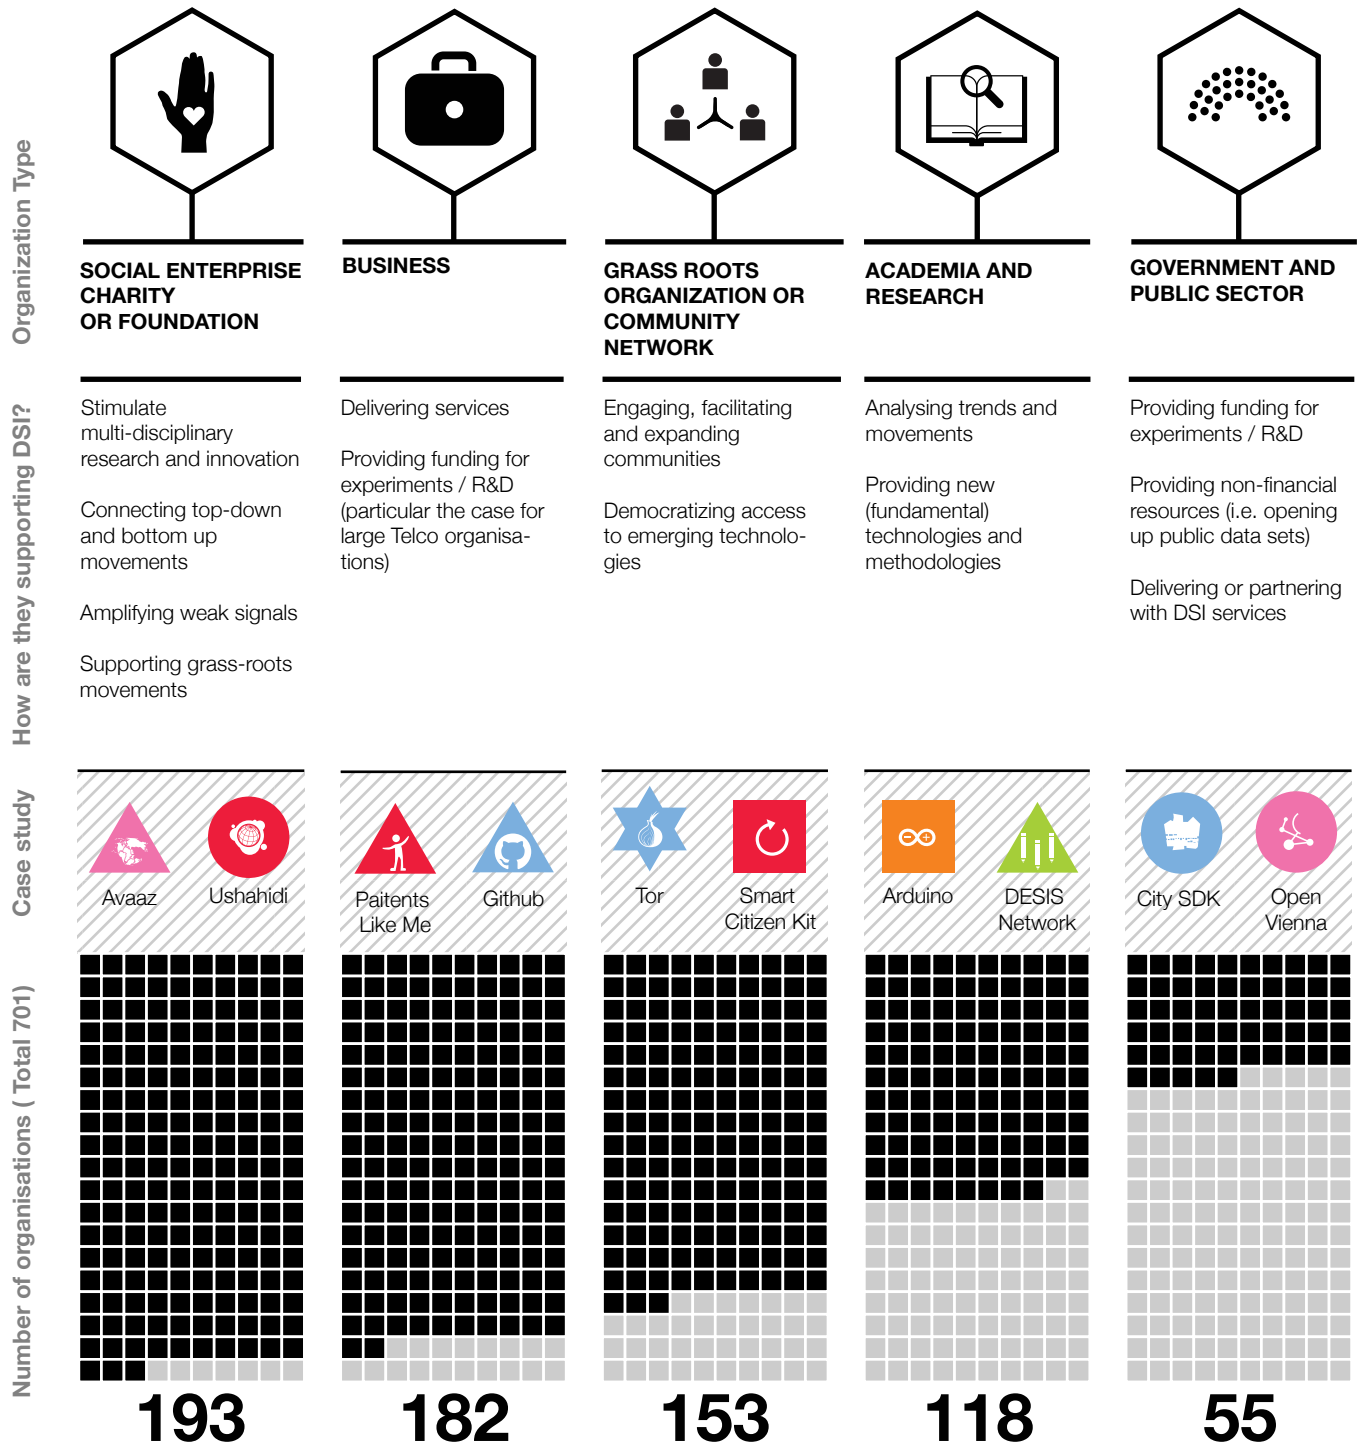 Organization Type
SOCIAL ENTERPRISE
CHARITY
OR FOUNDATION
BUSINESS
GRASS ROOTS
ORGANIZATION OR
COMMUNITY
NETWORK
ACADEMIA AND
RESEARCH
GOVERNMENT AND
PUBLIC SECTOR
How are they supporting DSI?
Stimulate
multi-disciplinary
research and innovation
Connecting top-down
and bottom up
movements
Amplifying weak signals
Supporting grass-roots
movements
Delivering services
Providing funding for
experiments / R&D
(particular the case for
large Telco organisa-
tions)
Engaging, facilitating
and expanding
communities
Democratizing access
to emerging technolo-
gies
Analysing trends and
movements
Providing new
(fundamental)
technologies and
methodologies
Providing funding for
experiments / R&D
Providing non-financial
resources (i.e. opening
up public data sets)
Delivering or partnering
with DSI services
Case study
Avaaz
Ushahidi
Paitents
Like Me
Github
Tor
Smart
Citizen Kit
Arduino
DESIS
Network
City SDK
Open
Vienna
Number of organisations ( Total 701)
193
182
153
118
55